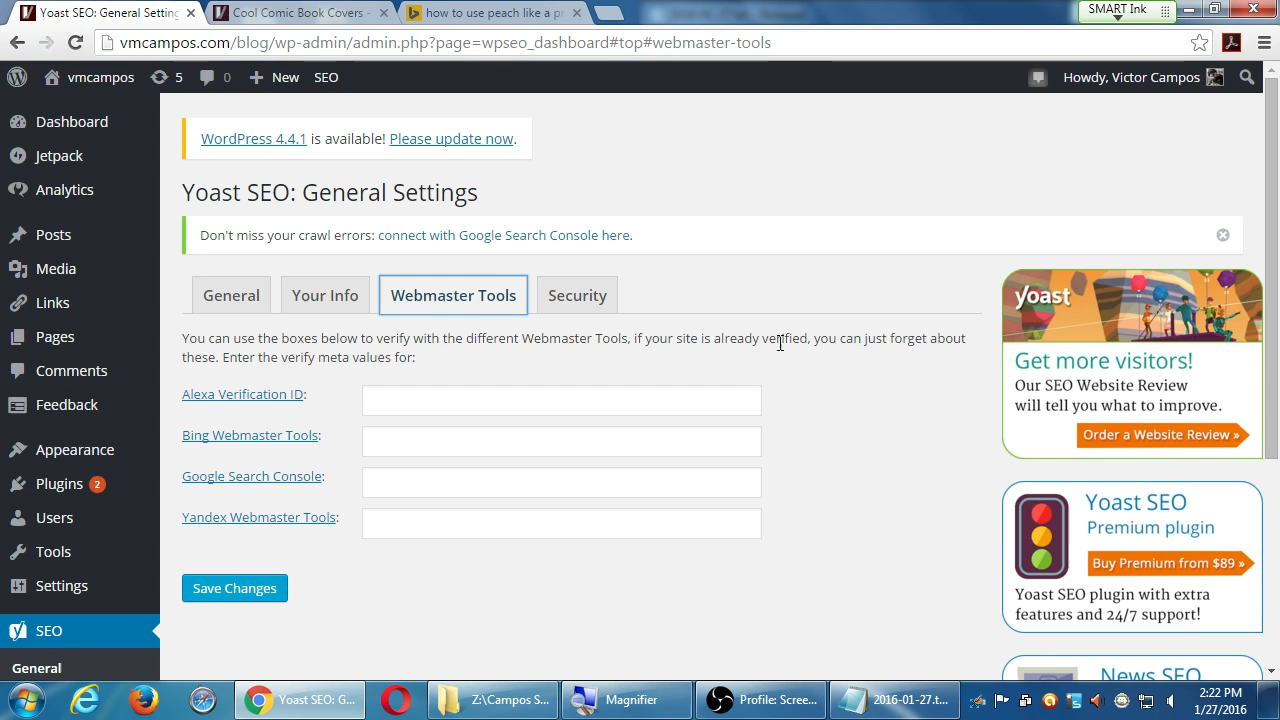 Yoast SEO: General Setting
Cool Comic Book Covers -
how to use peach like a p
SMART Ink
vmcampos.com/blog/wp-admin/admin.php?page=wpseo_dashboard#top#webmaster-tools
vmcampos
5
0
New
SEO
Howdy, Victor Campos
Dashboard
Jetpack
Analytics
Posts
Media
Links
Pages
Comments
Feedback
Appearance
Plugins 2
Users
Tools
Settings
SEO
General
WordPress 4.4.1 is available! Please update now.
Yoast SEO: General Settings
Don't miss your crawl errors: connect with Google Search Console here.
General
Your Info
Webmaster Tools
Security
You can use the boxes below to verify with the different Webmaster Tools, if your site is already verified, you can just forget about
these. Enter the verify meta values for:
Alexa Verification ID:
Bing Webmaster Tools:
Google Search Console:
Yandex Webmaster Tools:
Save Changes
yoast
Get more visitors!
Our SEO Website Review
will tell you what to improve.
Order a Website Review »
Yoast SEO
Premium plugin
Buy Premium from $89 »
Yoast SEO plugin with extra
features and 24/7 support!
News SEO
Yoast SEO: G...
Z:\Campos S...
Magnifier
Profile: Scree...
2016-01-27.t...
2:22 PM
1/27/2016